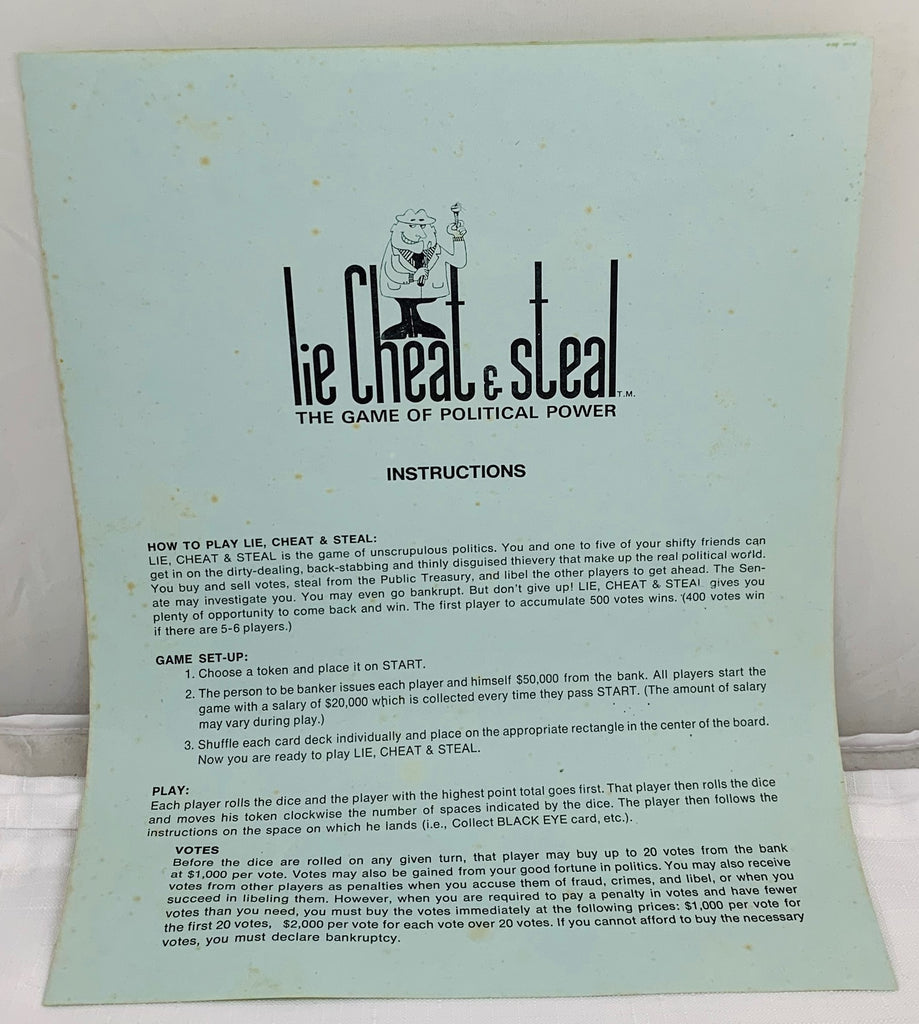 lie Cheat & steal T.M.
THE GAME OF POLITICAL POWER
INSTRUCTIONS
HOW TO PLAY LIE, CHEAT & STEAL:
LIE, CHEAT & STEAL is the game of unscrupulous politics. You and one to five of your shifty friends can
get in on the dirty-dealing, back-stabbing and thinly disguised thievery that make up the real political world.
You buy and sell votes, steal from the Public Treasury, and libel the other players to get ahead. The Sen-
ate may investigate you. You may even go bankrupt. But don't give up! LIE, CHEAT & STEAL gives you
plenty of opportunity to come back and win. The first player to accumulate 500 votes wins. (400 votes win
if there are 5-6 players.)
GAME SET-UP:
1. Choose a token and place it on START.
2. The person to be banker issues each player and himself $50,000 from the bank. All players start the
game with a salary of $20,000 which is collected every time they pass START. (The amount of salary
may vary during play.)
3. Shuffle each card deck individually and place on the appropriate rectangle in the center of the board.
Now you are ready to play LIE, CHEAT & STEAL.
PLAY:
Each player rolls the dice and the player with the highest point total goes first. That player then rolls the dice
and moves his token clockwise the number of spaces indicated by the dice. The player then follows the
instructions on the space on which he lands (i.e., Collect BLACK EYE card, etc.).
VOTES
Before the dice are rolled on any given turn, that player may buy up to 20 votes from the bank
at $1,000 per vote. Votes may also be gained from your good fortune in politics. You may also receive
votes from other players as penalties when you accuse them of fraud, crimes, and libel, or when you
succeed in libeling them. However, when you are required to pay a penalty in votes and have fewer
votes than you need, you must buy the votes immediately at the following prices: $1,000 per vote for
the first 20 votes, $2,000 per vote for each vote over 20 votes. If you cannot afford to buy the necessary
votes, you must declare bankruptcy.